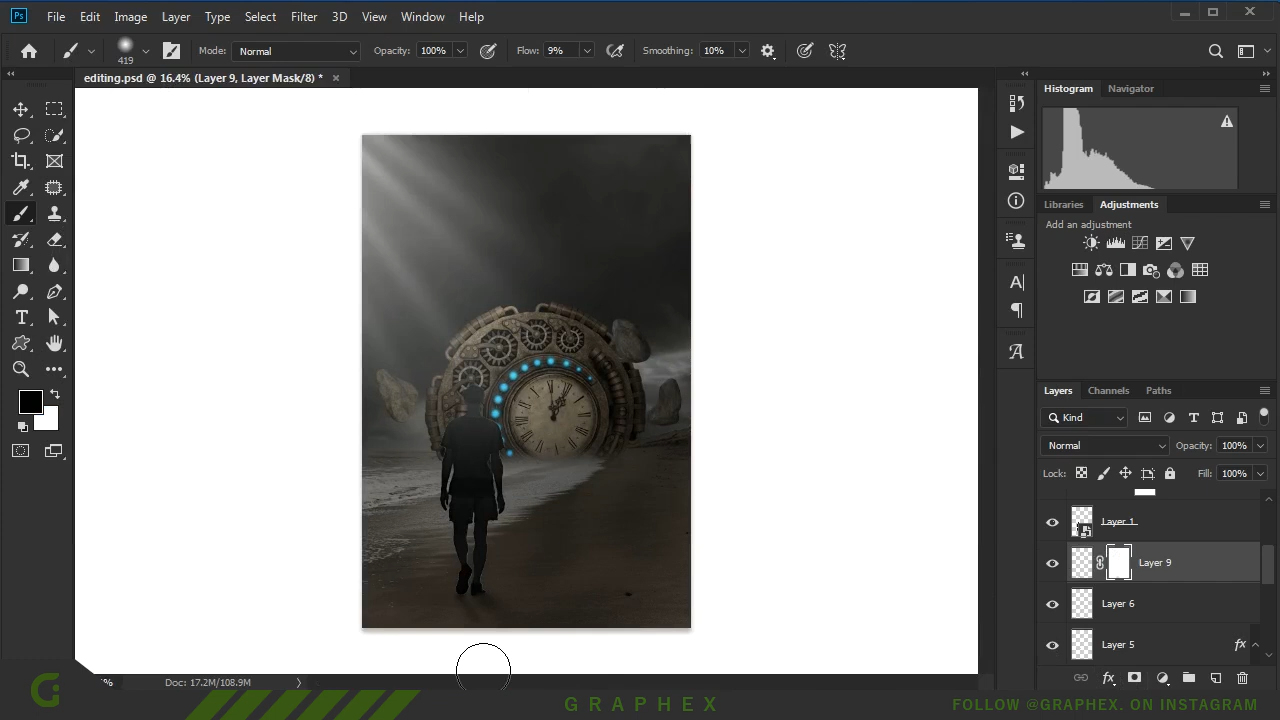 Ps File Edit Image Layer Type Select Filter 3D View Window Help
419 Mode: Normal Opacity: 100% Flow: 9% Smoothing: 10%
editing.psd @ 16.4% (Layer 9, Layer Mask/8) * ×
Histogram Navigator
Libraries Adjustments
Add an adjustment
Layers Channels Paths
Kind
Normal Opacity: 100%
Lock: Fill: 100%
Layer 1
Layer 9
Layer 6
Layer 5 fx
% Doc: 17.2M/108.9M
fx
GRAPHEX
FOLLOW @GRAPHEX. ON INSTAGRAM